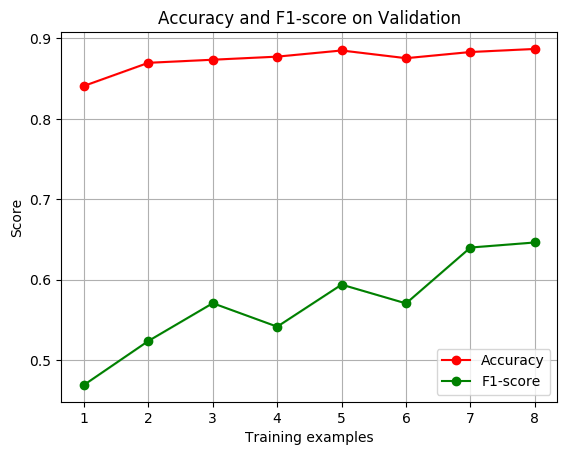 Accuracy and F1-score on Validation
0.9
0.8
0.7
0.6
0.5
Score
1 2 3 4 5 6 7 8
Training examples
Accuracy
F1-score